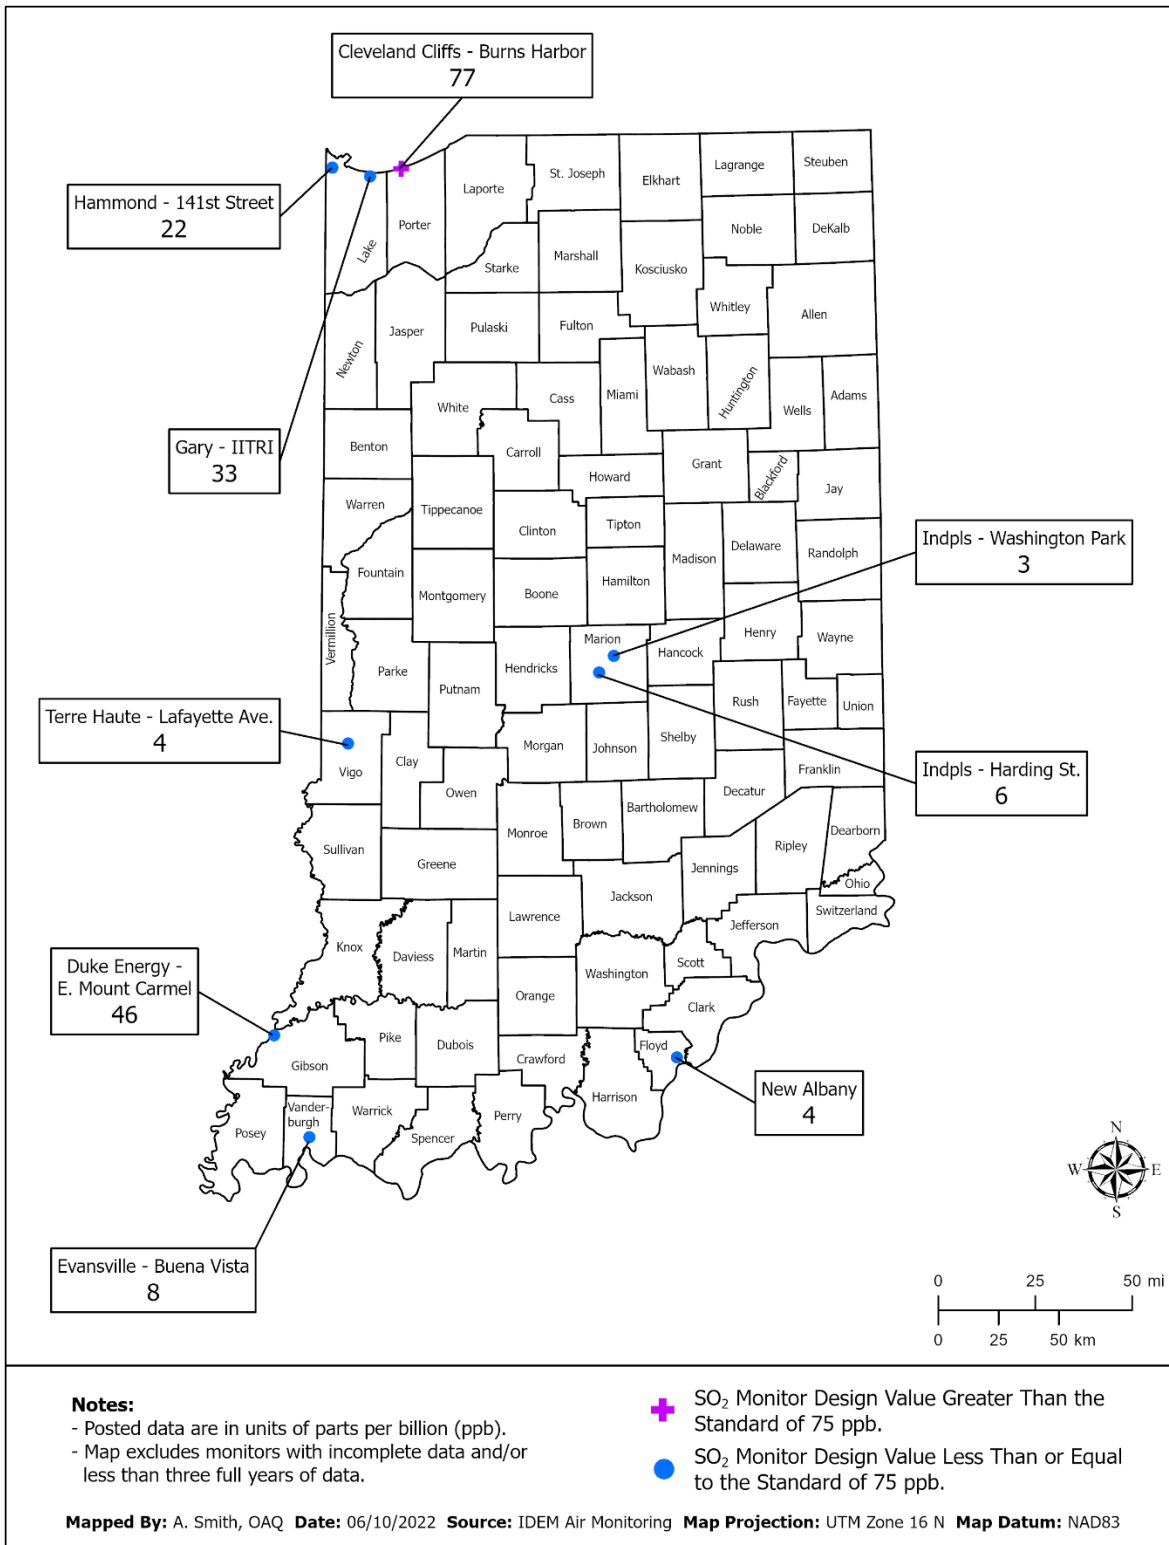 Cleveland Cliffs - Burns Harbor
77
Hammond - 141st Street
22
Gary - IITRI
33
Indpls - Washington Park
3
Terre Haute - Lafayette Ave.
4
Indpls - Harding St.
6
Duke Energy -
E. Mount Carmel
46
New Albany
4
Evansville - Buena Vista
8
Lake
Porter
Laporte
St. Joseph
Elkhart
Lagrange
Steuben
Noble
DeKalb
Starke
Marshall
Kosciusko
Whitley
Allen
Newton
Jasper
Pulaski
Fulton
Wabash
Huntington
Miami
Cass
White
Wells
Adams
Benton
Carroll
Howard
Grant
Blackford
Jay
Warren
Tippecanoe
Clinton
Tipton
Madison
Delaware
Randolph
Fountain
Montgomery
Boone
Hamilton
Vermillion
Parke
Putnam
Hendricks
Marion
Hancock
Henry
Wayne
Rush
Fayette
Union
Vigo
Clay
Owen
Morgan
Johnson
Shelby
Franklin
Decatur
Sullivan
Greene
Monroe
Brown
Bartholomew
Jennings
Ripley
Dearborn
Ohio
Switzerland
Jefferson
Jackson
Lawrence
Knox
Daviess
Martin
Orange
Washington
Scott
Clark
Gibson
Pike
Dubois
Crawford
Floyd
Harrison
Posey
Vander-
burgh
Warrick
Spencer
Perry
N
W
E
S
0
25
50 mi
0
25
50 km
Notes:
- Posted data are in units of parts per billion (ppb).
- Map excludes monitors with incomplete data and/or
less than three full years of data.
SO₂ Monitor Design Value Greater Than the
Standard of 75 ppb.
SO₂ Monitor Design Value Less Than or Equal
to the Standard of 75 ppb.
Mapped By: A. Smith, OAQ Date: 06/10/2022 Source: IDEM Air Monitoring Map Projection: UTM Zone 16 N Map Datum: NAD83